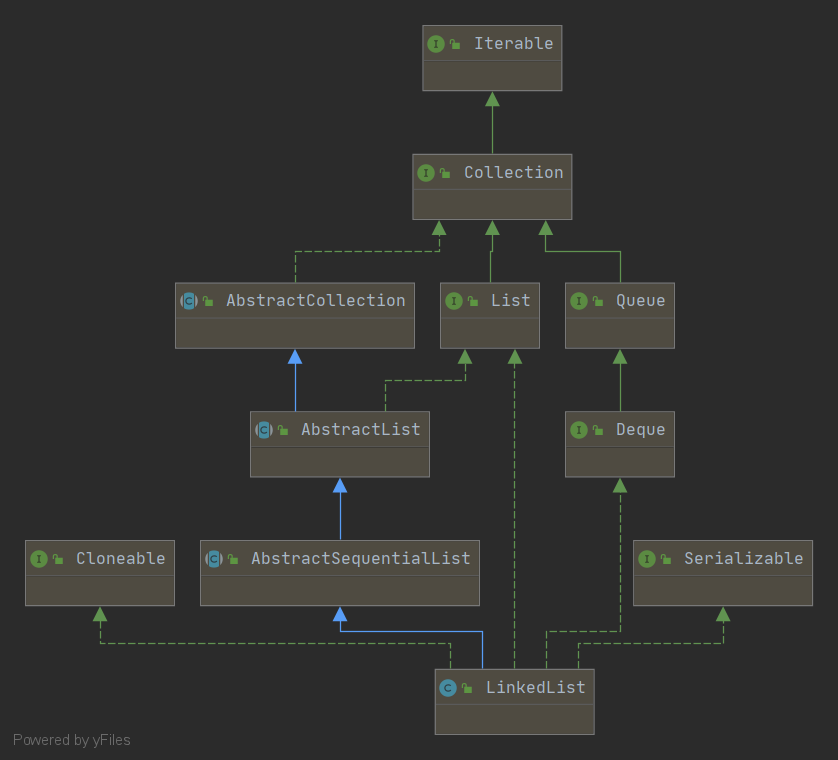 Iterable
Collection
AbstractCollection
List
Queue
AbstractList
Deque
Cloneable
AbstractSequentialList
Serializable
LinkedList
Powered by yFiles